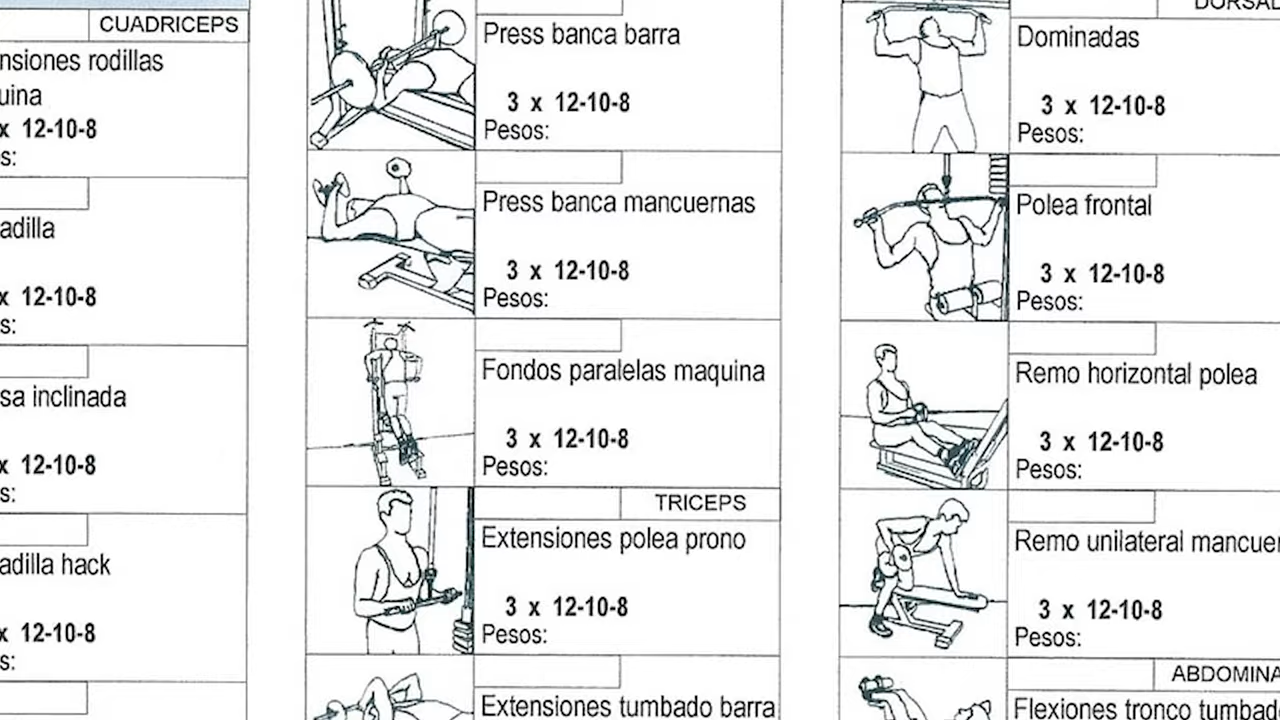 CUADRICEPS
nsiones rodillas
uina
x 12-10-8
s:
adilla
x 12-10-8
s:
sa inclinada
x 12-10-8
s:
adilla hack
x 12-10-8
s:
Press banca barra
3 x 12-10-8
Pesos:
Press banca mancuernas
3 x 12-10-8
Pesos:
Fondos paralelas maquina
3 x 12-10-8
Pesos:
TRICEPS
Extensiones polea prono
3 x 12-10-8
Pesos:
Extensiones tumbado barra
DORSAL
Dominadas
3 x 12-10-8
Pesos:
Polea frontal
3 x 12-10-8
Pesos:
Remo horizontal polea
3 x 12-10-8
Pesos:
Remo unilateral mancuer
3 x 12-10-8
Pesos:
ABDOMINA
Flexiones tronco tumbad